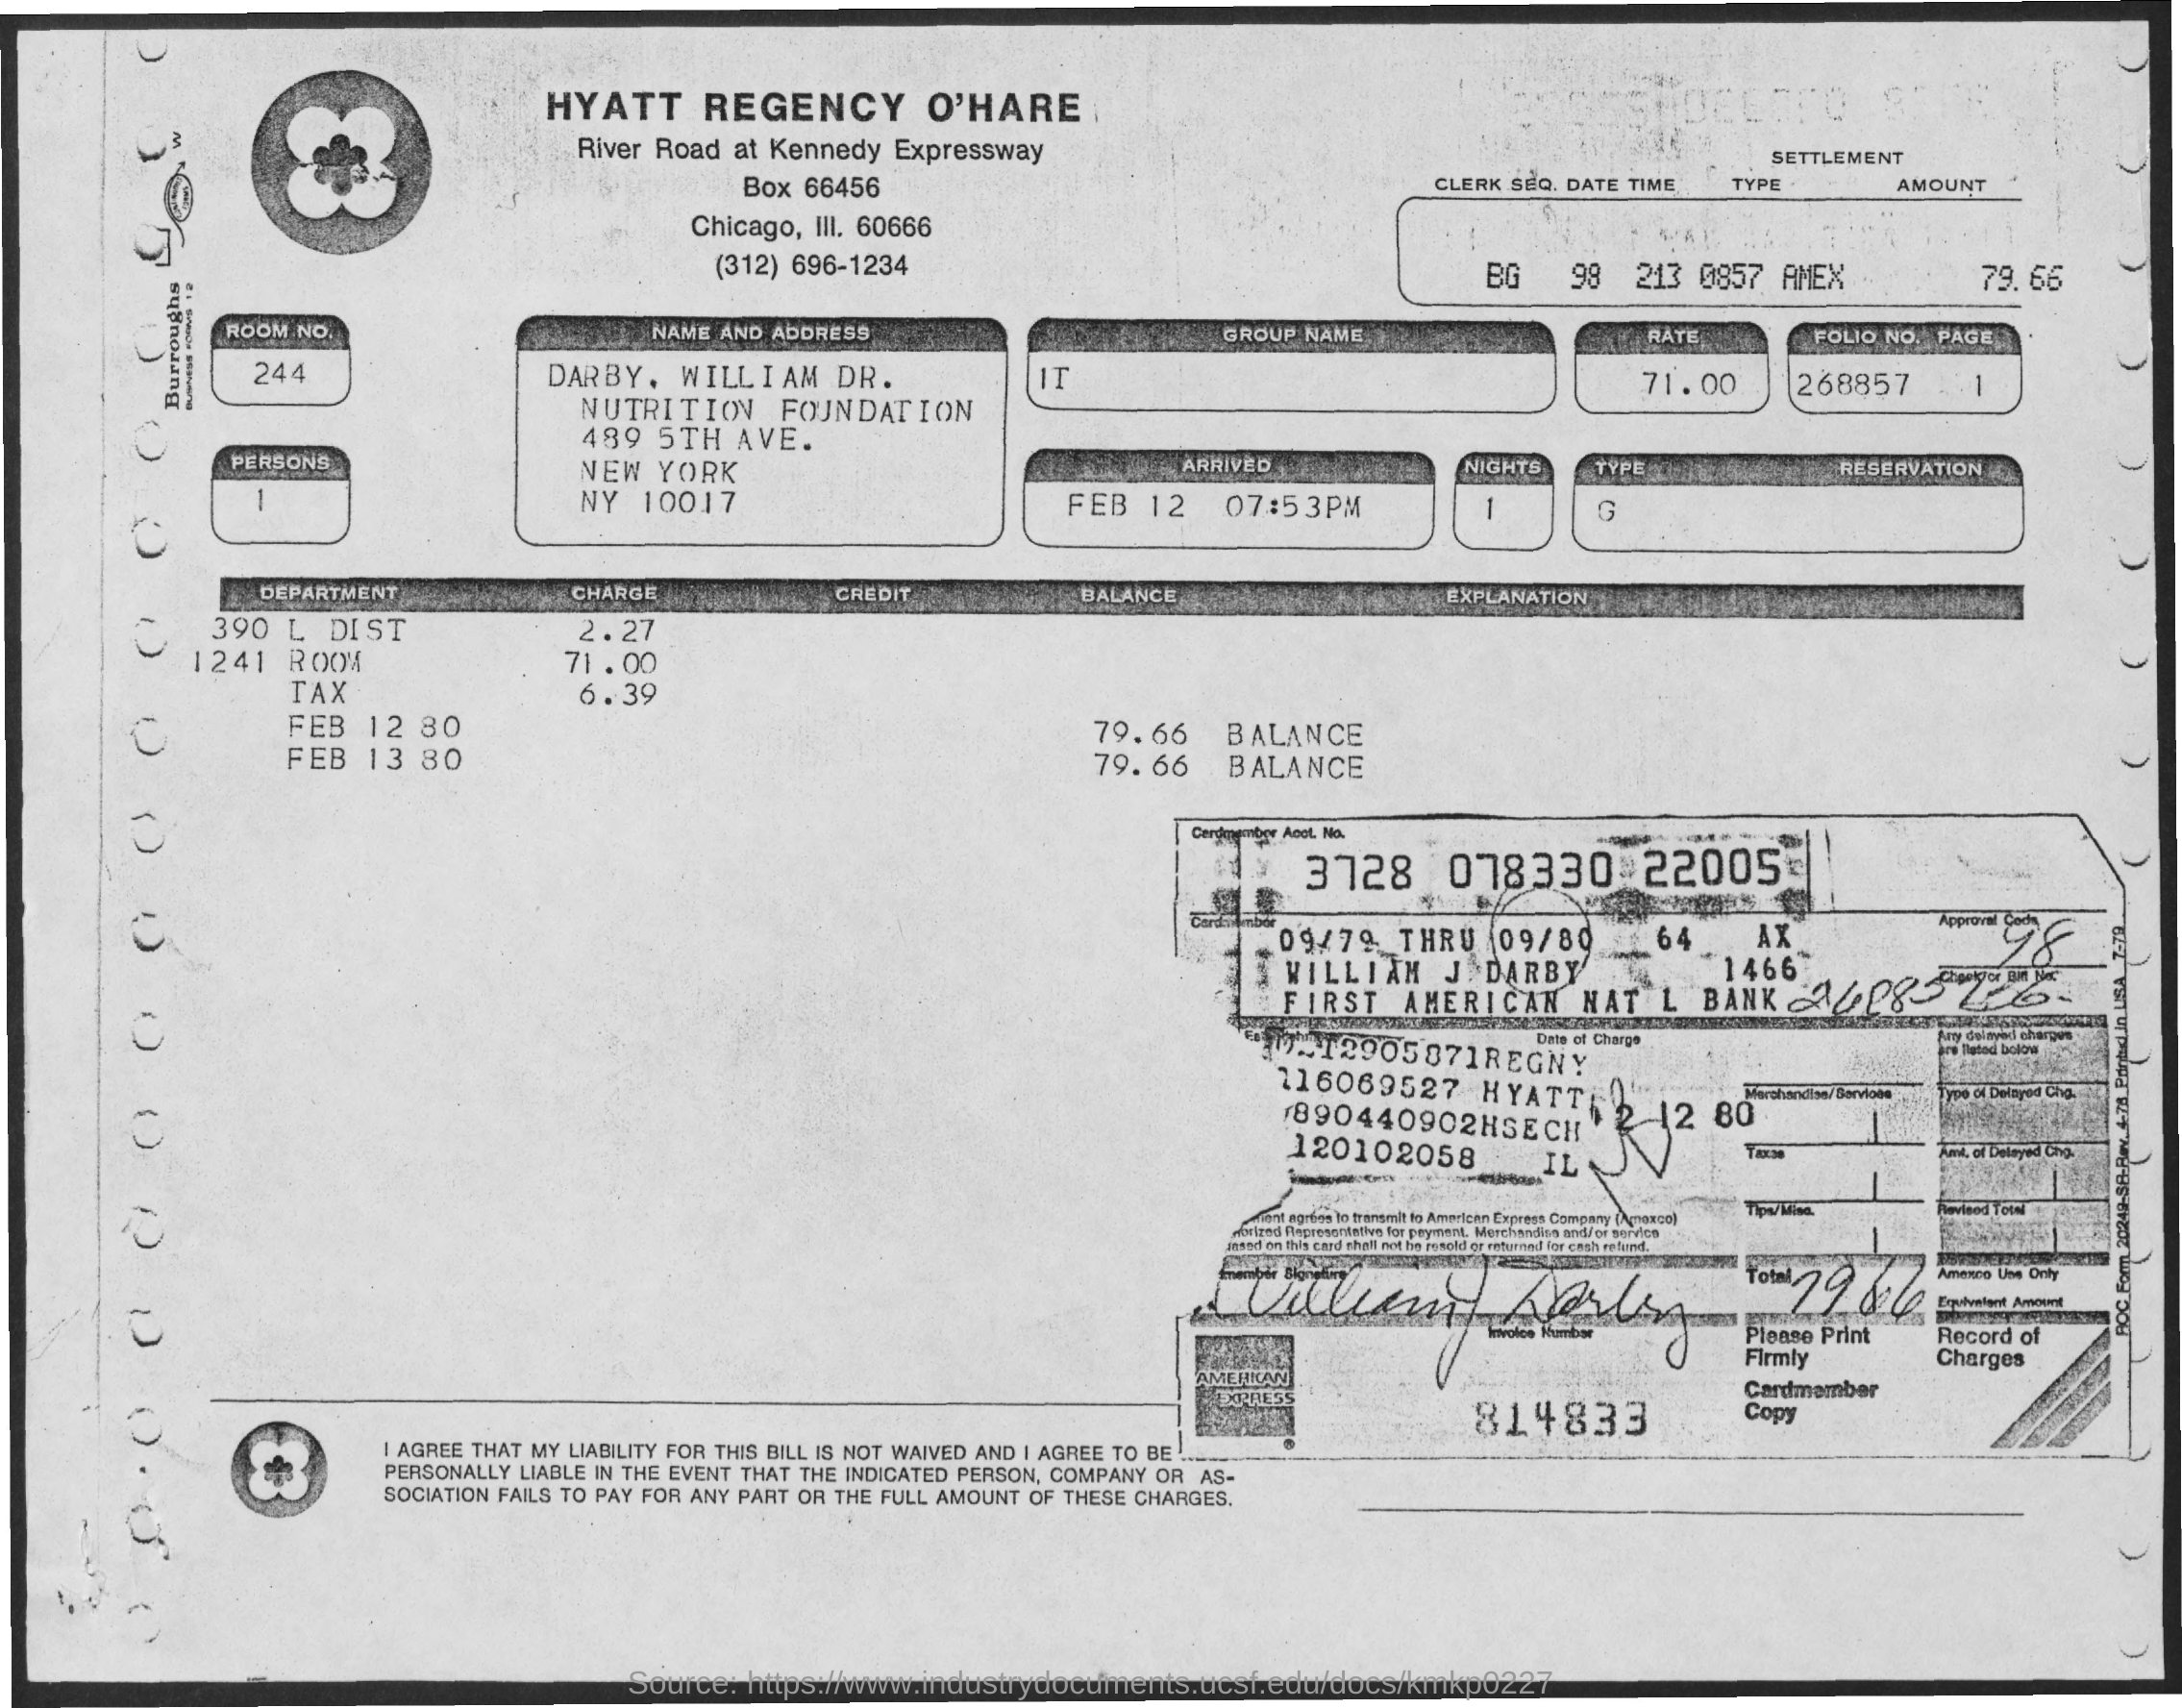 HYATT REGENCY O'HARE
River Road at Kennedy Expressway
Box 66456
Chicago, Ill. 60666
(312) 696-1234
SETTLEMENT
CLERK SEQ. DATE TIME TYPE AMOUNT
BG 98 213 0857 AMEX 79.66
Burroughs
BUSINESS FORMS 12
ROOM NO.
244
NAME AND ADDRESS
DARBY, WILLIAM DR.
NUTRITION FOUNDATION
489 5TH AVE.
NEW YORK
NY 10017
GROUP NAME
IT
RATE
71.00
FOLIO NO. PAGE
268857 1
PERSONS
1
ARRIVED
FEB 12 07:53PM
NIGHTS
1
TYPE RESERVATION
G
DEPARTMENT CHARGE CREDIT BALANCE EXPLANATION
390 L DIST 2.27
1241 ROOM 71.00
TAX 6.39
FEB 12 80 79.66 BALANCE
FEB 13 80 79.66 BALANCE
Cardmember Acct. No.
3728 078330 22005
Cardmember
09/79 THRU 09/80 64 AX
WILLIAM J DARBY 1466
FIRST AMERICAN NAT L BANK
Approval Code
98
Check or Bill No.
Date of Charge
12905871REGNY
116069527 HYATT
890440902HSECH 2 12 80
120102058 IL
Any delayed charges
are listed below
Merchandise/Services
Type of Delayed Chg.
Taxes
Amt. of Delayed Chg.
Tips/Misc.
Revised Total
ment agrees to transmit to American Express Company (Amexco)
orized Representative for payment. Merchandise and/or service
ased on this card shall not be resold or returned for cash refund.
member Signature
William J Darby
Total 79 66
Amexco Use Only
Equivalent Amount
Invoice Number
814833
AMERICAN
EXPRESS
®
Please Print
Firmly
Cardmember
Copy
Record of
Charges
ROC Form 20249-SR-Rev. 4-78 Printed in USA 7-79
I AGREE THAT MY LIABILITY FOR THIS BILL IS NOT WAIVED AND I AGREE TO BE
PERSONALLY LIABLE IN THE EVENT THAT THE INDICATED PERSON, COMPANY OR AS-
SOCIATION FAILS TO PAY FOR ANY PART OR THE FULL AMOUNT OF THESE CHARGES.
Source: https://www.industrydocuments.ucsf.edu/docs/kmkp0227